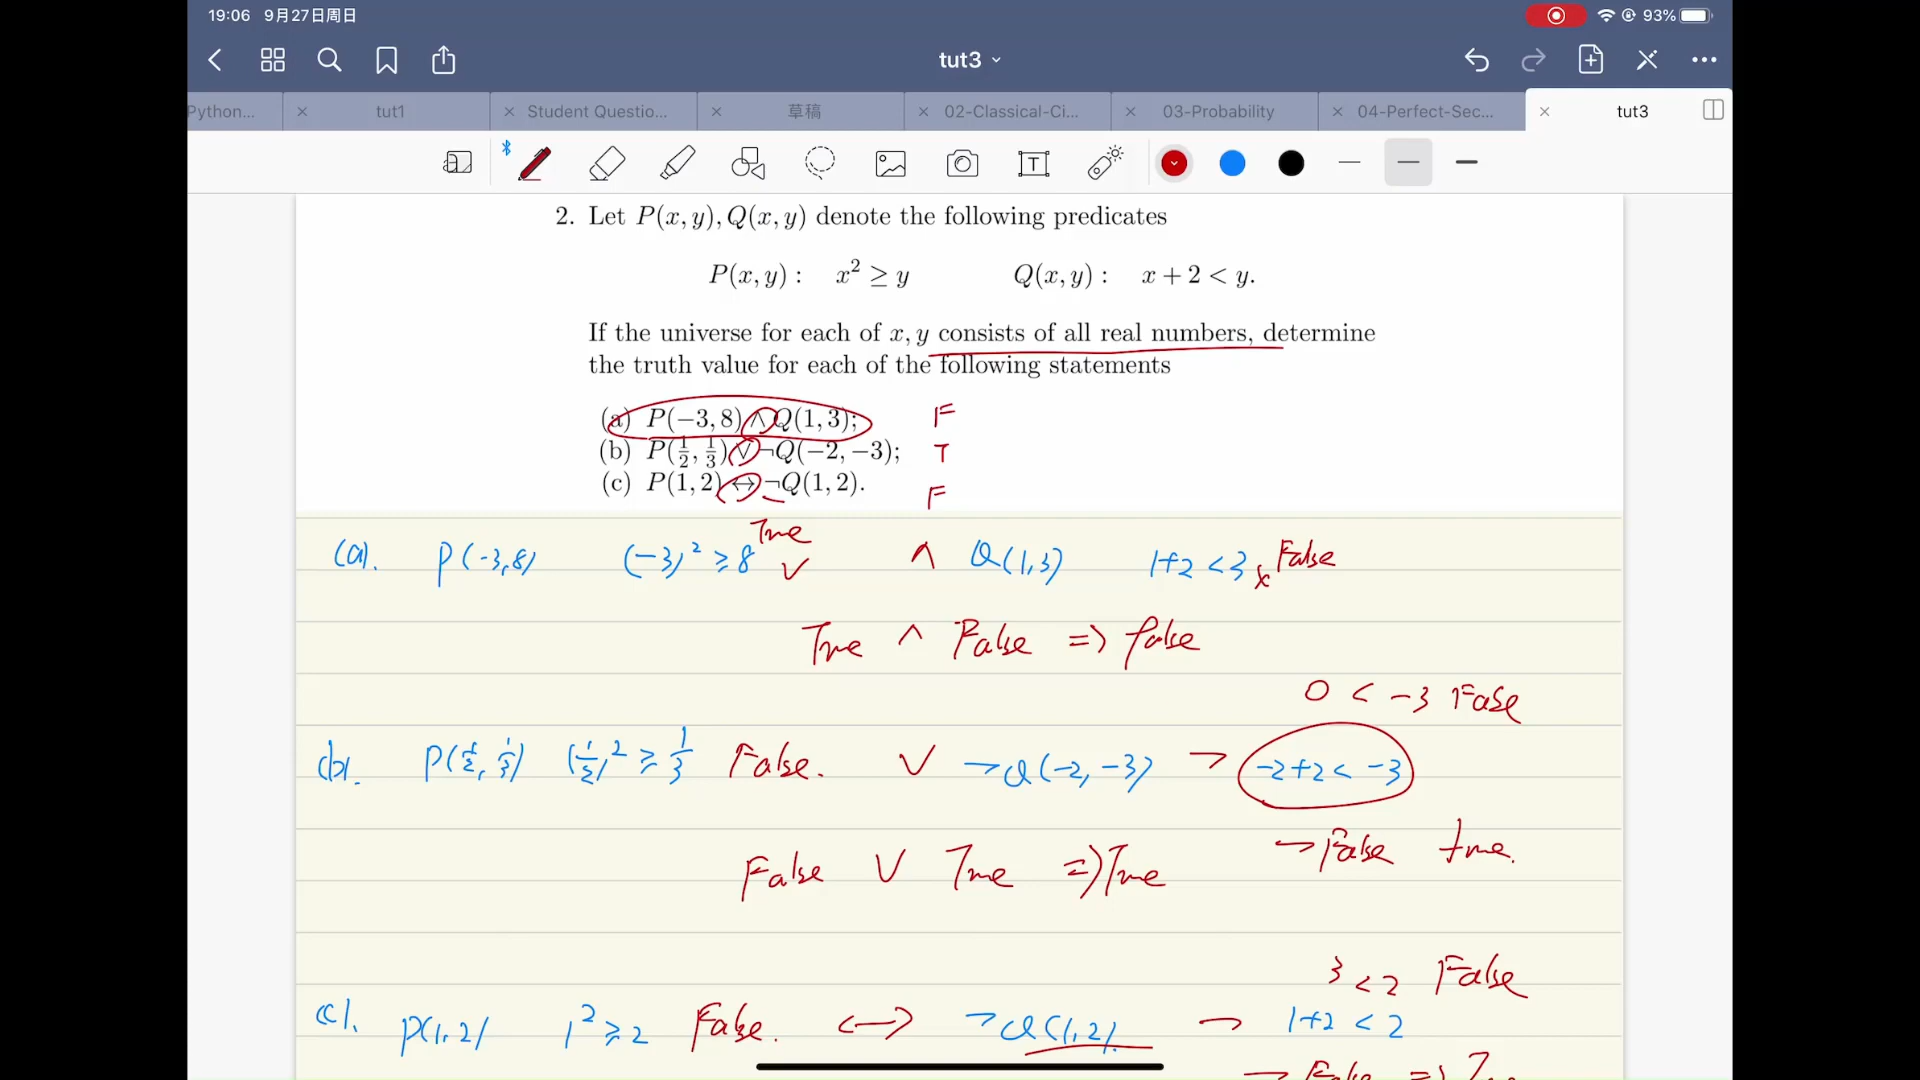 19:06 9月27日周日
93%
tut3
Python...
tut1
Student Questio...
草稿
02-Classical-Ci...
03-Probability
04-Perfect-Sec...
tut3
2. Let P(x, y), Q(x, y) denote the following predicates
P(x, y) : x² ≥ y Q(x, y) : x + 2 < y.
If the universe for each of x, y consists of all real numbers, determine
the truth value for each of the following statements
(a) P(−3, 8) ∧ Q(1, 3); F
(b) P(1/2, 1/3) ∨ ¬Q(−2, −3); T
(c) P(1, 2) ↔ ¬Q(1, 2). F
True
(a). P(-3,8) (-3)² ≥ 8 ∨ ∧ Q(1,3) 1+2 <3 x False
True ∧ False => false
0 < -3 False
(b). P(1/2, 1/3) (1/2)² ≥ 1/3 False. ∨ ¬Q(-2, -3) ¬ -2+2 < -3
¬False true.
False ∨ True => True
3 < 2 False
(c). P(1,2) 1² ≥ 2 False. <-> ¬Q(1,2) ¬ 1+2 < 2
¬ False =>